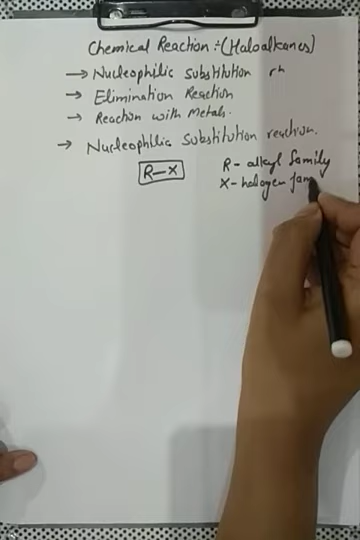 Chemical Reaction :- (Haloalkanes)
→ Nucleophilic substitution rn
→ Elimination Reaction
→ Reaction with Metals.
→ Nucleophilic Substitution reaction.
R-X R- alkyl family
X- halogen fam